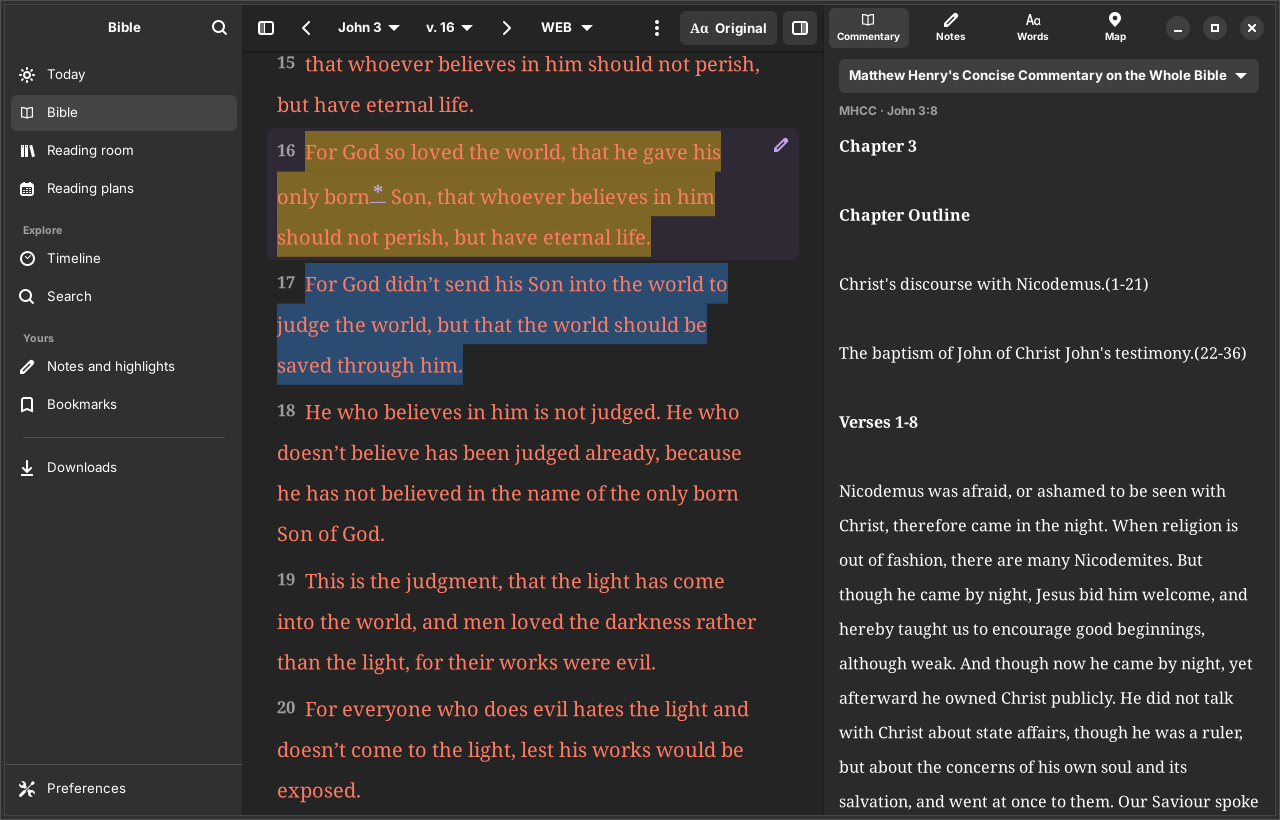 Bible
Today
Bible
Reading room
Reading plans
Explore
Timeline
Search
Yours
Notes and highlights
Bookmarks
Downloads
Preferences
John 3
v. 16
WEB
Aα Original
15 that whoever believes in him should not perish,
but have eternal life.
16 For God so loved the world, that he gave his
only born* Son, that whoever believes in him
should not perish, but have eternal life.
17 For God didn’t send his Son into the world to
judge the world, but that the world should be
saved through him.
18 He who believes in him is not judged. He who
doesn’t believe has been judged already, because
he has not believed in the name of the only born
Son of God.
19 This is the judgment, that the light has come
into the world, and men loved the darkness rather
than the light, for their works were evil.
20 For everyone who does evil hates the light and
doesn’t come to the light, lest his works would be
exposed.
Commentary
Notes
Aα
Words
Map
Matthew Henry's Concise Commentary on the Whole Bible
MHCC · John 3:8
Chapter 3
Chapter Outline
Christ's discourse with Nicodemus.(1-21)
The baptism of John of Christ John's testimony.(22-36)
Verses 1-8
Nicodemus was afraid, or ashamed to be seen with
Christ, therefore came in the night. When religion is
out of fashion, there are many Nicodemites. But
though he came by night, Jesus bid him welcome, and
hereby taught us to encourage good beginnings,
although weak. And though now he came by night, yet
afterward he owned Christ publicly. He did not talk
with Christ about state affairs, though he was a ruler,
but about the concerns of his own soul and its
salvation, and went at once to them. Our Saviour spoke